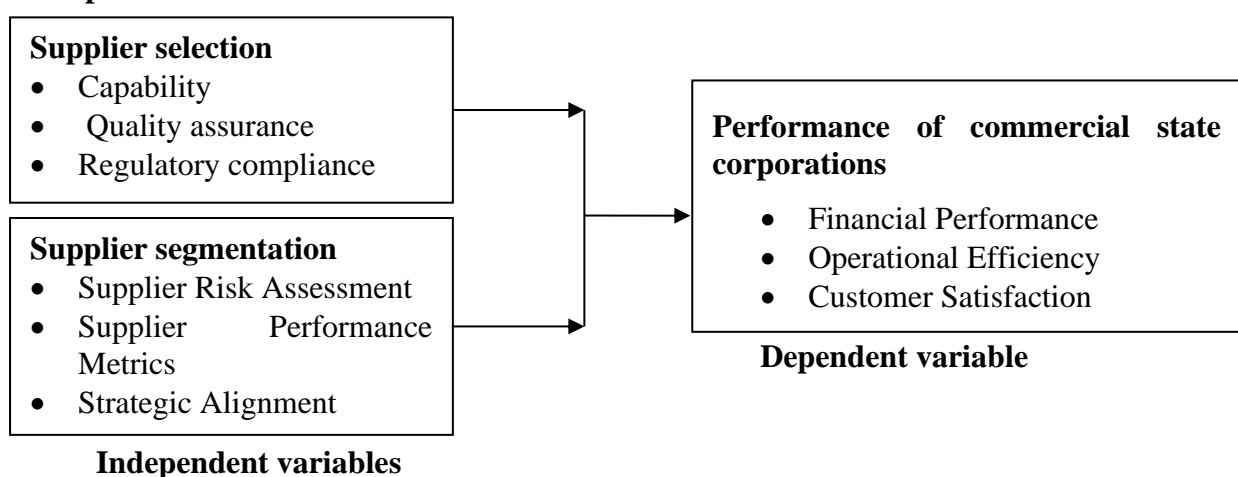 Supplier selection
• Capability
• Quality assurance
• Regulatory compliance
Supplier segmentation
• Supplier Risk Assessment
• Supplier Performance
Metrics
• Strategic Alignment
Independent variables
Performance of commercial state
corporations
• Financial Performance
• Operational Efficiency
• Customer Satisfaction
Dependent variable